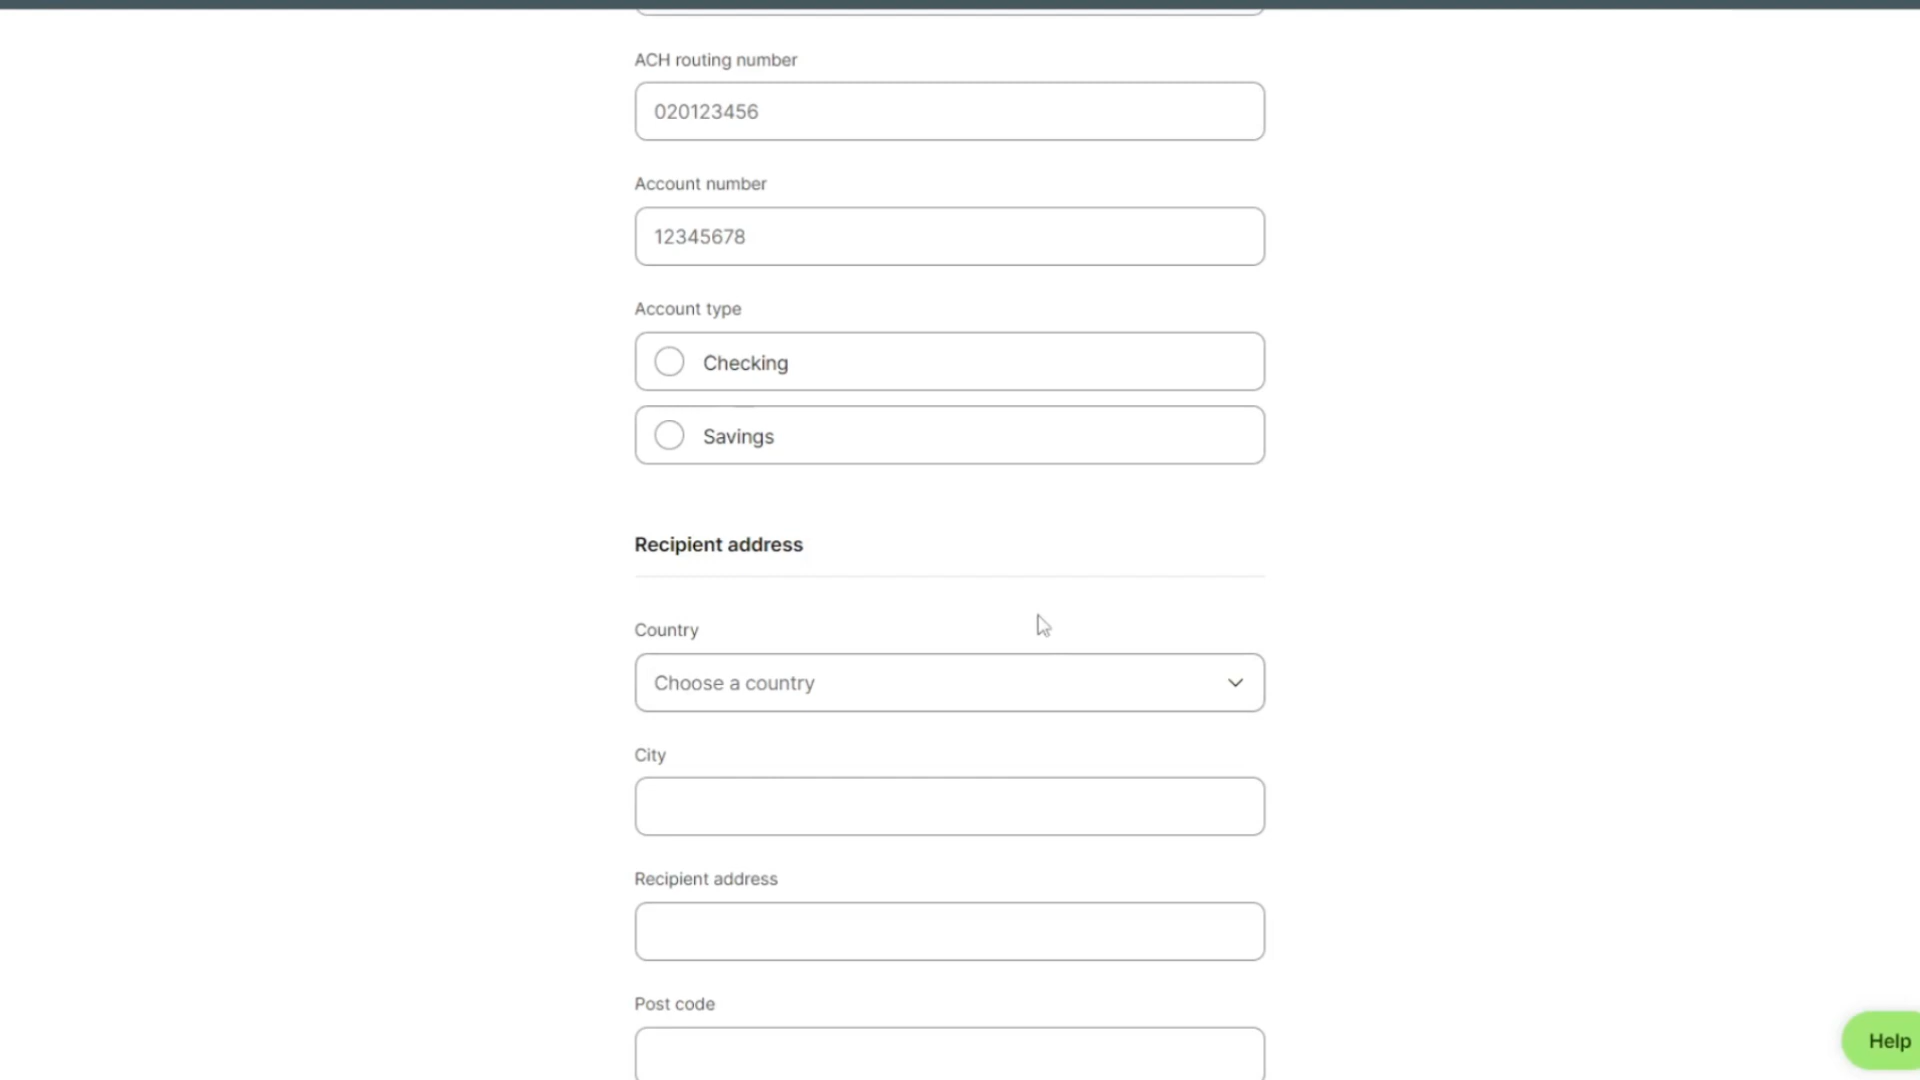 ACH routing number
020123456
Account number
12345678
Account type
Checking
Savings
Recipient address
Country
Choose a country
City
Recipient address
Post code
Help